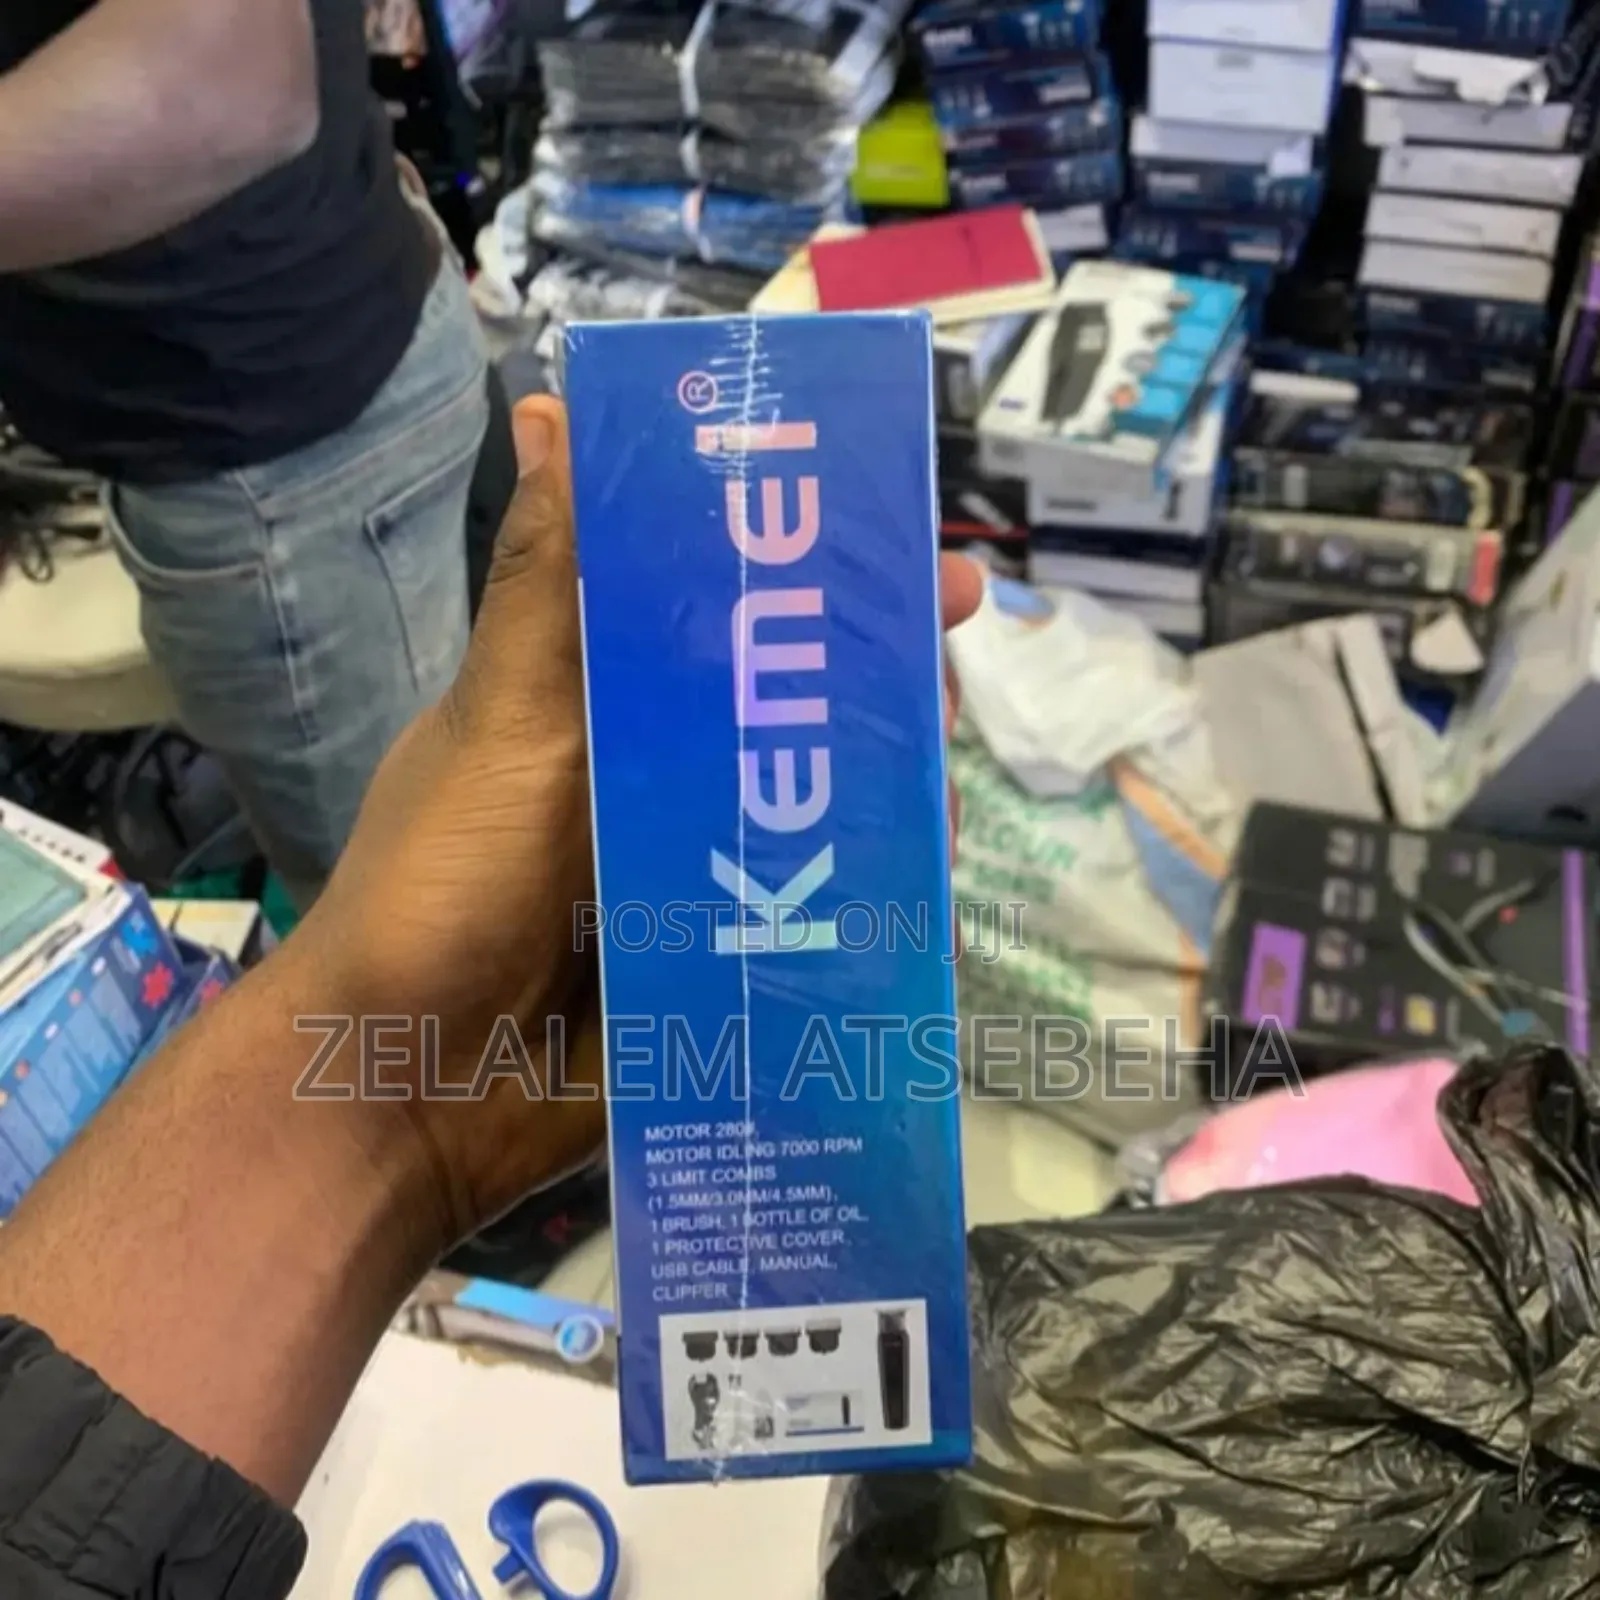 kemei®
POSTED ON JIJI
ZELALEM ATSEBEHA
MOTOR 280#,
MOTOR IDLING 7000 RPM
3 LIMIT COMBS
(1.5MM/3.0MM/4.5MM),
1 BRUSH, 1 BOTTLE OF OIL,
1 PROTECTIVE COVER,
USB CABLE, MANUAL,
CLIPPER